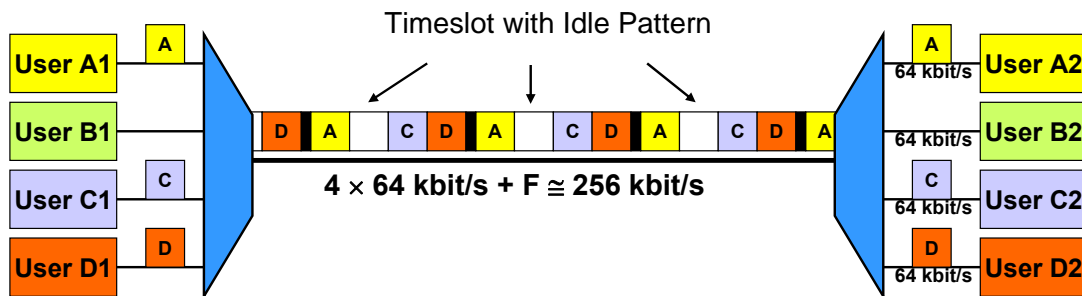 Timeslot with Idle Pattern
A
A
User A1
64 kbit/s
User A2
D A C D A C D A C D A
User B1
64 kbit/s
User B2
4 × 64 kbit/s + F ≅ 256 kbit/s
C
C
User C1
64 kbit/s
User C2
D
D
User D1
64 kbit/s
User D2